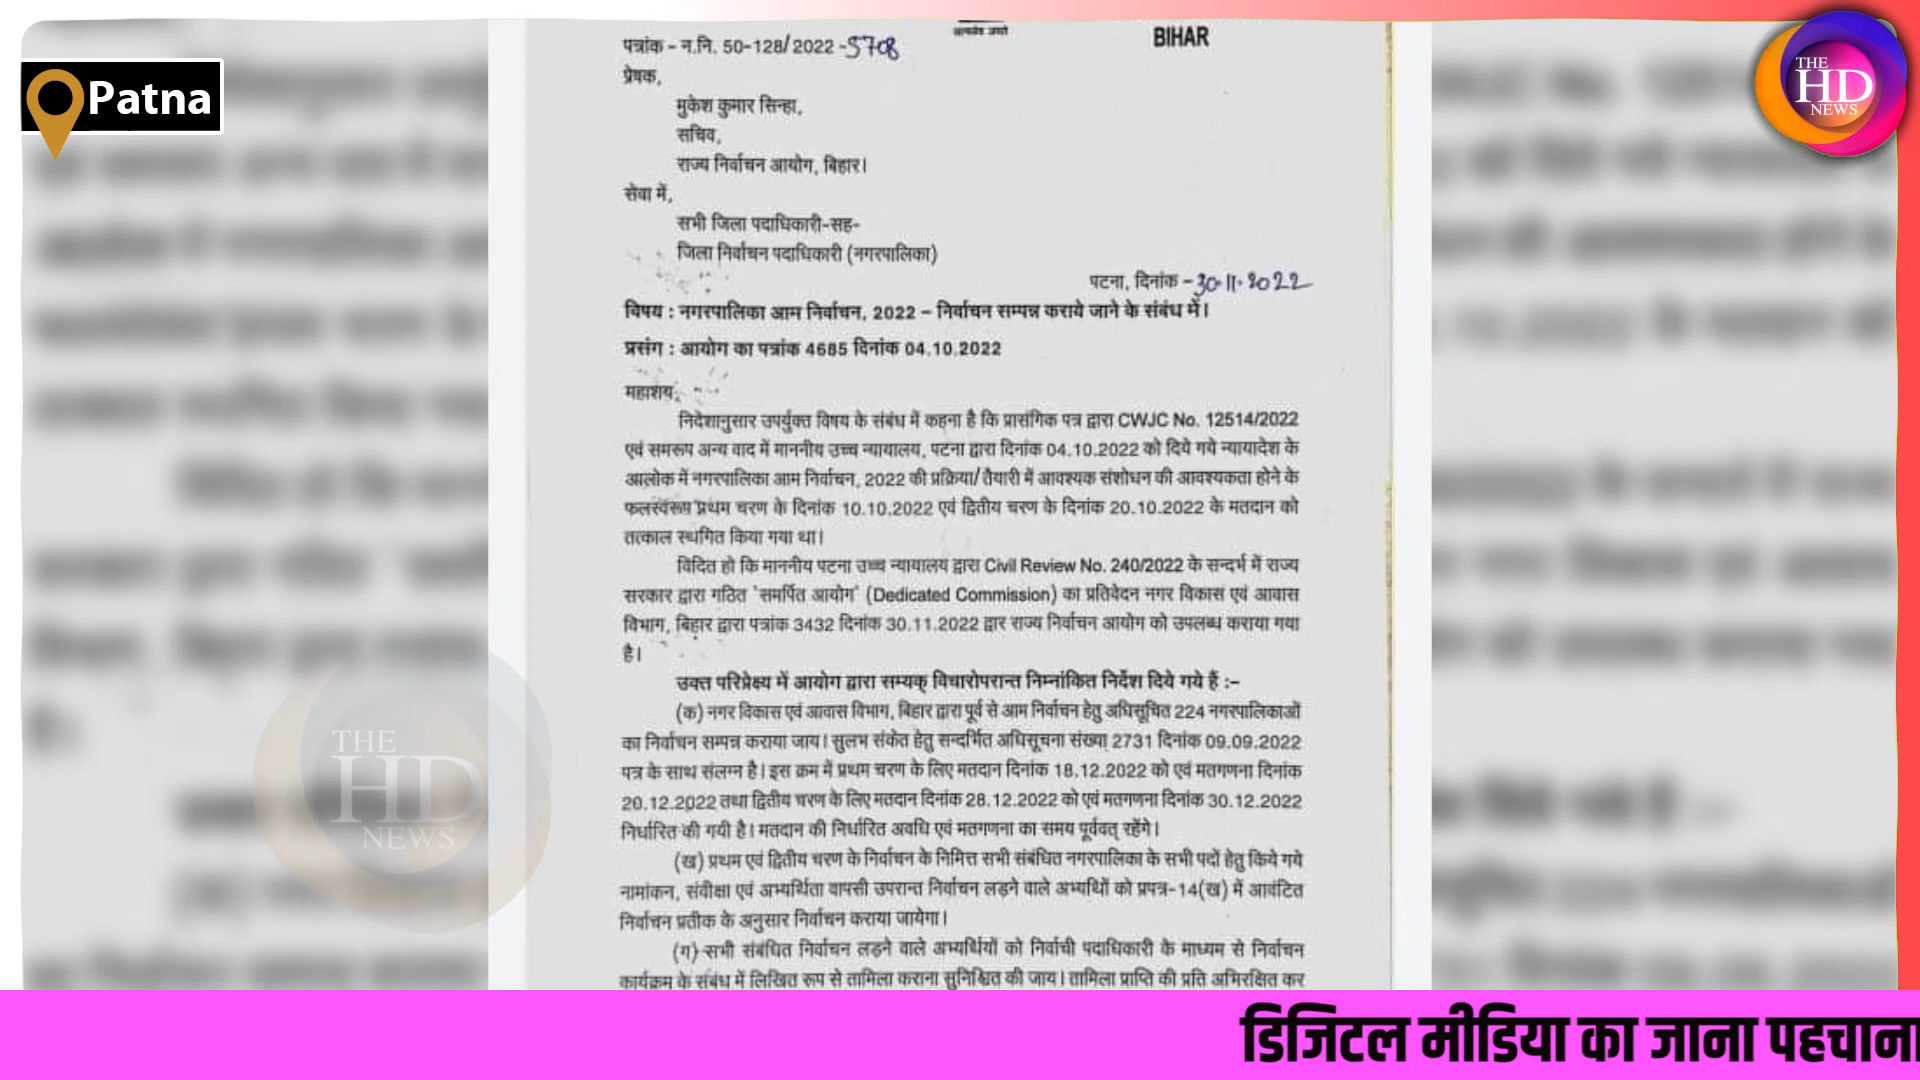 Patna
THE
HD
NEWS
सत्यमेव जयते
BIHAR
पत्रांक - न.नि. 50-128/ 2022 -5708
प्रेषक,
मुकेश कुमार सिन्हा,
सचिव,
राज्य निर्वाचन आयोग, बिहार।
सेवा में,
सभी जिला पदाधिकारी-सह-
जिला निर्वाचन पदाधिकारी (नगरपालिका)
पटना, दिनांक - 30.11.2022
विषय : नगरपालिका आम निर्वाचन, 2022 – निर्वाचन सम्पन्न कराये जाने के संबंध में।
प्रसंग : आयोग का पत्रांक 4685 दिनांक 04.10.2022
महाशय,
निदेशानुसार उपर्युक्त विषय के संबंध में कहना है कि प्रासंगिक पत्र द्वारा CWJC No. 12514/2022
एवं समरूप अन्य वाद में माननीय उच्च न्यायालय, पटना द्वारा दिनांक 04.10.2022 को दिये गये न्यायादेश के
आलोक में नगरपालिका आम निर्वाचन, 2022 की प्रक्रिया/तैयारी में आवश्यक संशोधन की आवश्यकता होने के
फलस्वरूप प्रथम चरण के दिनांक 10.10.2022 एवं द्वितीय चरण के दिनांक 20.10.2022 के मतदान को
तत्काल स्थगित किया गया था।
विदित हो कि माननीय पटना उच्च न्यायालय द्वारा Civil Review No. 240/2022 के सन्दर्भ में राज्य
सरकार द्वारा गठित 'समर्पित आयोग' (Dedicated Commission) का प्रतिवेदन नगर विकास एवं आवास
विभाग, बिहार द्वारा पत्रांक 3432 दिनांक 30.11.2022 द्वार राज्य निर्वाचन आयोग को उपलब्ध कराया गया
है।
उक्त परिप्रेक्ष्य में आयोग द्वारा सम्यक् विचारोपरान्त निम्नांकित निर्देश दिये गये हैं :–
(क) नगर विकास एवं आवास विभाग, बिहार द्वारा पूर्व से आम निर्वाचन हेतु अधिसूचित 224 नगरपालिकाओं
का निर्वाचन सम्पन्न कराया जाय। सुलभ संकेत हेतु सन्दर्भित अधिसूचना संख्या 2731 दिनांक 09.09.2022
पत्र के साथ संलग्न है। इस क्रम में प्रथम चरण के लिए मतदान दिनांक 18.12.2022 को एवं मतगणना दिनांक
20.12.2022 तथा द्वितीय चरण के लिए मतदान दिनांक 28.12.2022 को एवं मतगणना दिनांक 30.12.2022
निर्धारित की गयी है। मतदान की निर्धारित अवधि एवं मतगणना का समय पूर्ववत् रहेंगे।
(ख) प्रथम एवं द्वितीय चरण के निर्वाचन के निमित्त सभी संबंधित नगरपालिका के सभी पदों हेतु किये गये
नामांकन, संवीक्षा एवं अभ्यर्थिता वापसी उपरान्त निर्वाचन लड़ने वाले अभ्यर्थियों को प्रपत्र-14(ख) में आवंटित
निर्वाचन प्रतीक के अनुसार निर्वाचन कराया जायेगा।
(ग) सभी संबंधित निर्वाचन लड़ने वाले अभ्यर्थियों को निर्वाची पदाधिकारी के माध्यम से निर्वाचन
कार्यक्रम के संबंध में लिखित रूप से तामिला कराना सुनिश्चित की जाय। तामिला प्राप्ति की प्रति अभिरक्षित कर
THE
HD
NEWS
डिजिटल मीडिया का जाना पहचाना